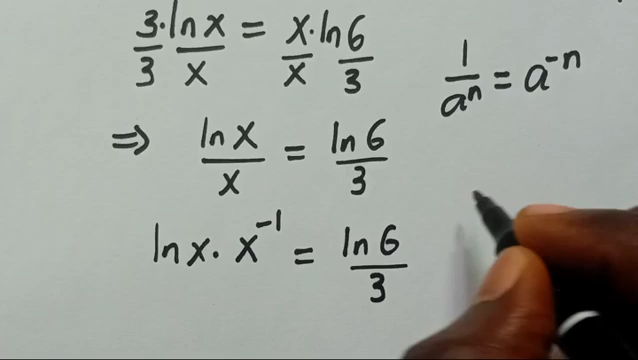 3·ln x / 3 x = x·ln 6 / x 3
1/aⁿ = a⁻ⁿ
⇒ ln x / x = ln 6 / 3
ln x · x⁻¹ = ln 6 / 3